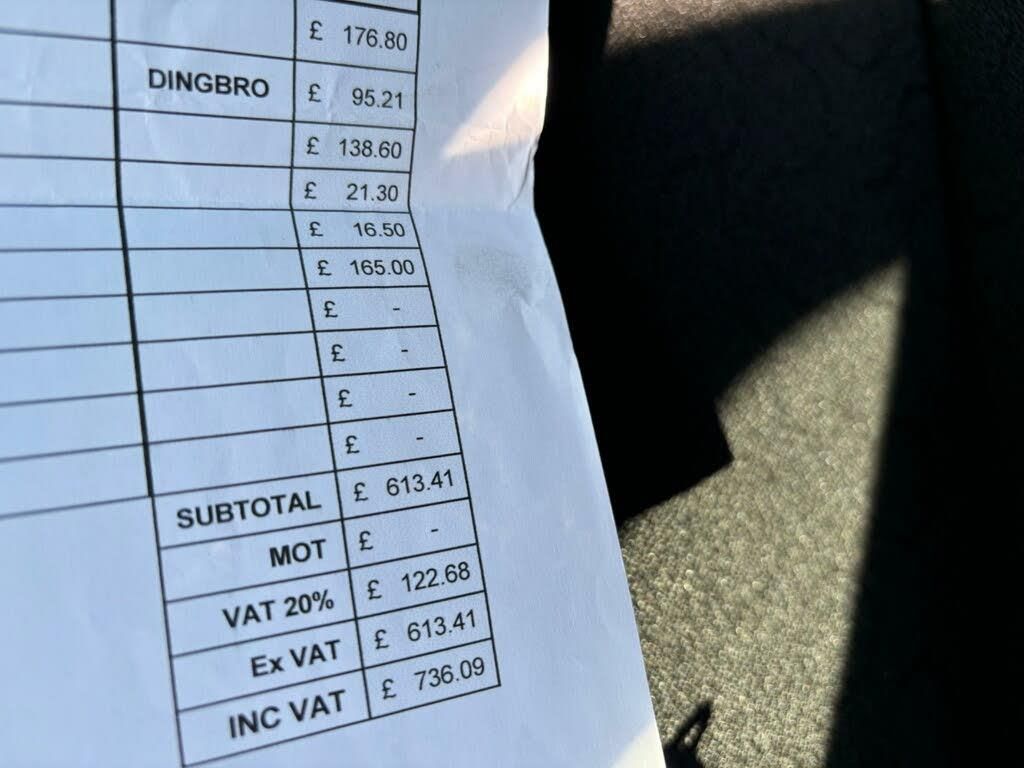 £ 176.80
DINGBRO £ 95.21
£ 138.60
£ 21.30
£ 16.50
£ 165.00
£ -
£ -
£ -
£ -
SUBTOTAL £ 613.41
MOT £ -
VAT 20% £ 122.68
Ex VAT £ 613.41
INC VAT £ 736.09